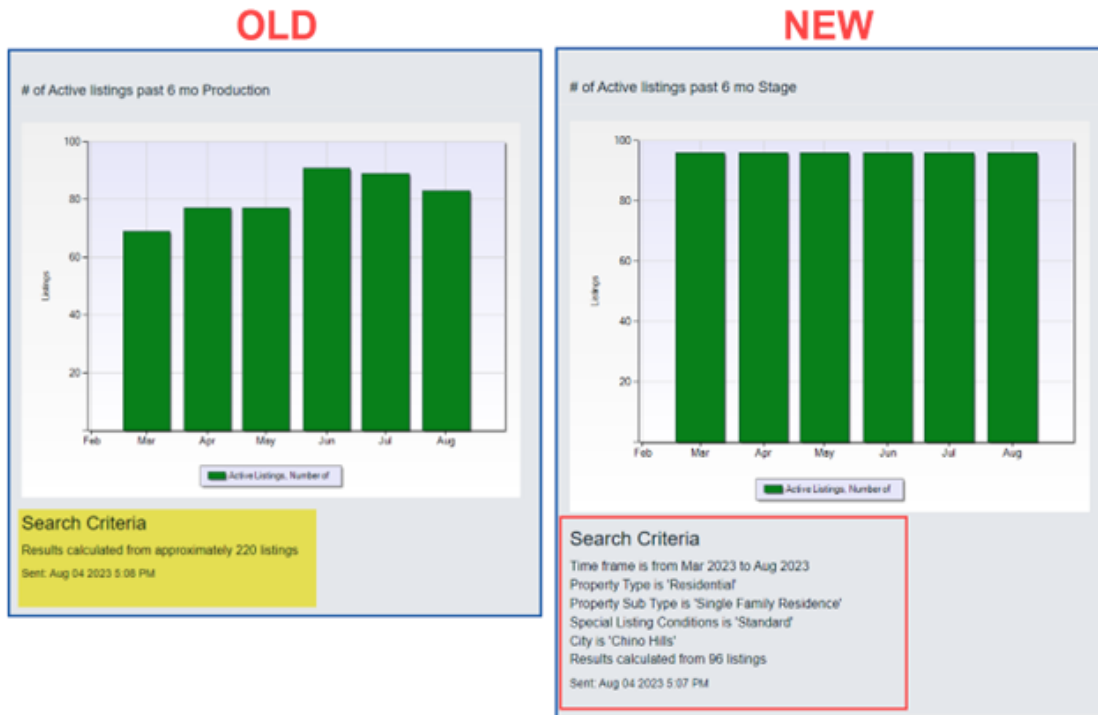 OLD
# of Active listings past 6 mo Production
100
80
60
40
20
Listings
Feb Mar Apr May Jun Jul Aug
Active Listings, Number of
Search Criteria
Results calculated from approximately 220 listings
Sent: Aug 04 2023 5:08 PM
NEW
# of Active listings past 6 mo Stage
100
80
60
40
20
Listings
Feb Mar Apr May Jun Jul Aug
Active Listings, Number of
Search Criteria
Time frame is from Mar 2023 to Aug 2023
Property Type is 'Residential'
Property Sub Type is 'Single Family Residence'
Special Listing Conditions is 'Standard'
City is 'Chino Hills'
Results calculated from 96 listings
Sent: Aug 04 2023 5:07 PM